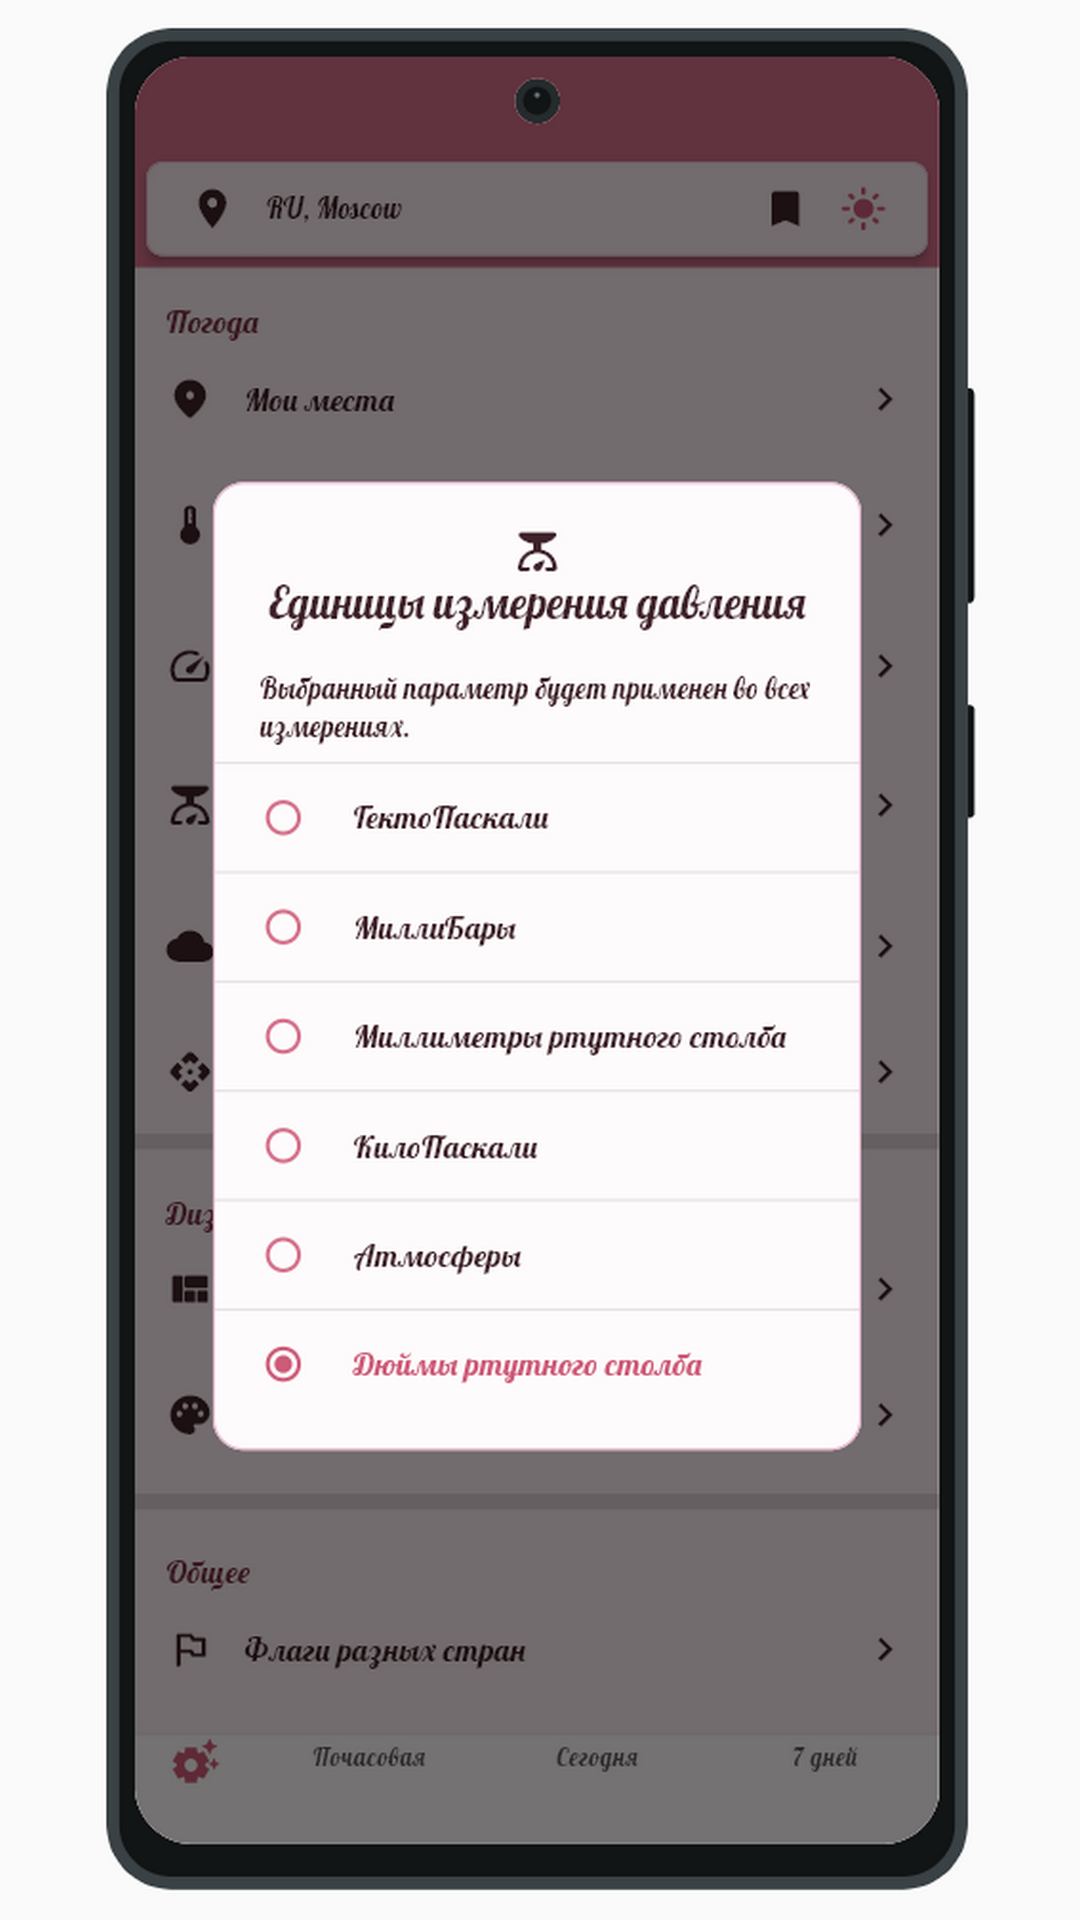 RU, Moscow
Погода
Мои места
Единицы измерения давления
Выбранный параметр будет применен во всех
измерениях.
ГектоПаскали
МиллиБары
Миллиметры ртутного столба
КилоПаскали
Атмосферы
Дюймы ртутного столба
Диз
Общее
Флаги разных стран
Почасовая
Сегодня
7 дней